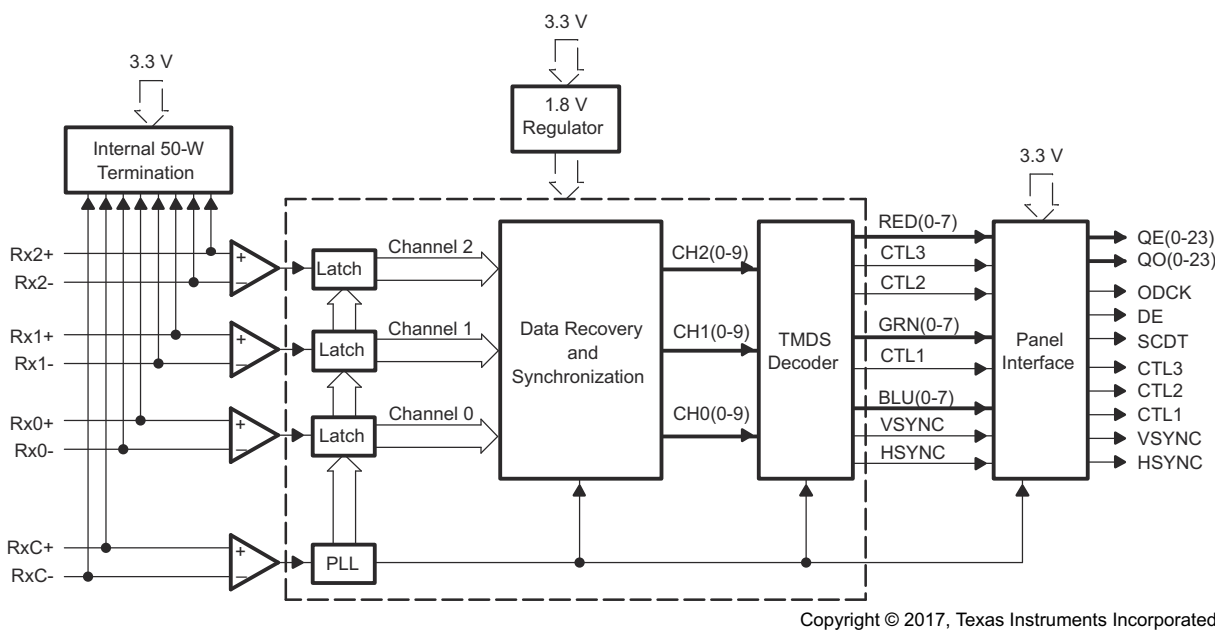 3.3 V
3.3 V
1.8 V
Regulator
Internal 50-W
Termination
3.3 V
Rx2+
Rx2-
Rx1+
Rx1-
Rx0+
Rx0-
RxC+
RxC-
+
−
+
−
+
−
+
−
Latch
Latch
Latch
PLL
Channel 2
Channel 1
Channel 0
Data Recovery
and
Synchronization
CH2(0-9)
CH1(0-9)
CH0(0-9)
TMDS
Decoder
RED(0-7)
CTL3
CTL2
GRN(0-7)
CTL1
BLU(0-7)
VSYNC
HSYNC
Panel
Interface
QE(0-23)
QO(0-23)
ODCK
DE
SCDT
CTL3
CTL2
CTL1
VSYNC
HSYNC
Copyright © 2017, Texas Instruments Incorporated